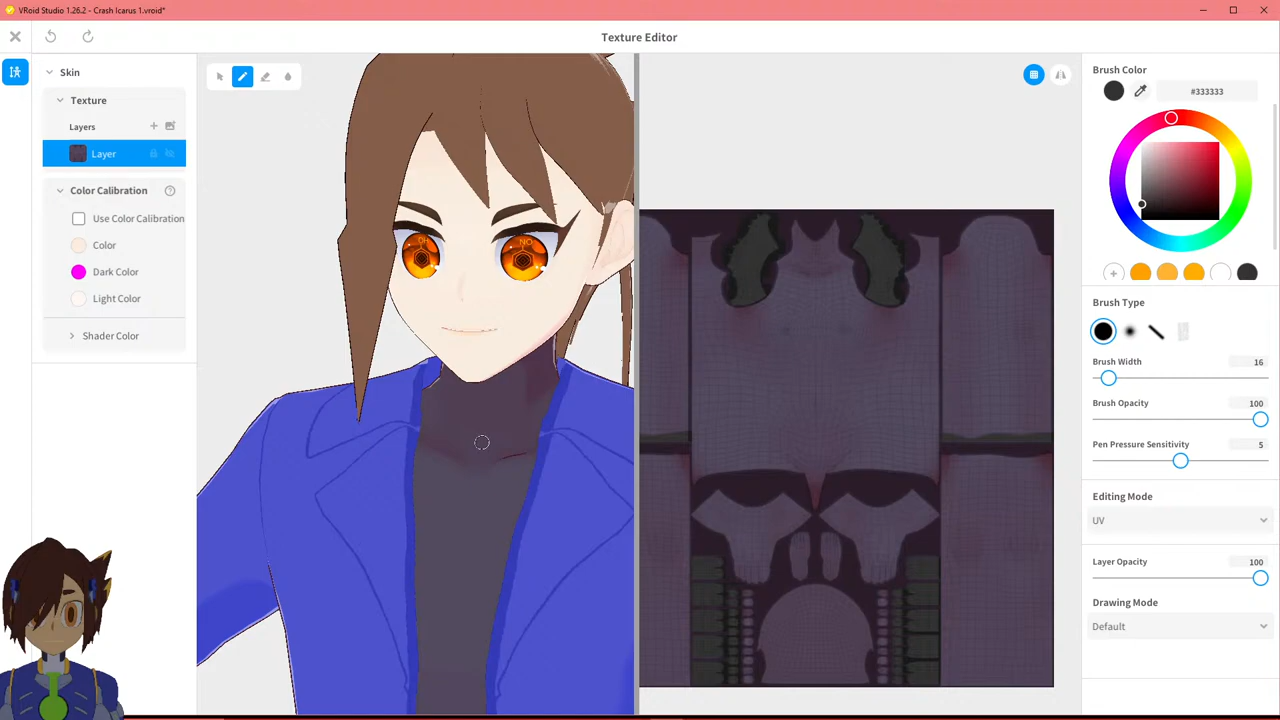 VRoid Studio 1.26.2 - Crash Icarus 1.vroid*
Texture Editor
Skin
Texture
Layers
Layer
Color Calibration
Use Color Calibration
Color
Dark Color
Light Color
Shader Color
NO
Brush Color
#333333
Brush Type
Brush Width
16
Brush Opacity
100
Pen Pressure Sensitivity
5
Editing Mode
UV
Layer Opacity
100
Drawing Mode
Default